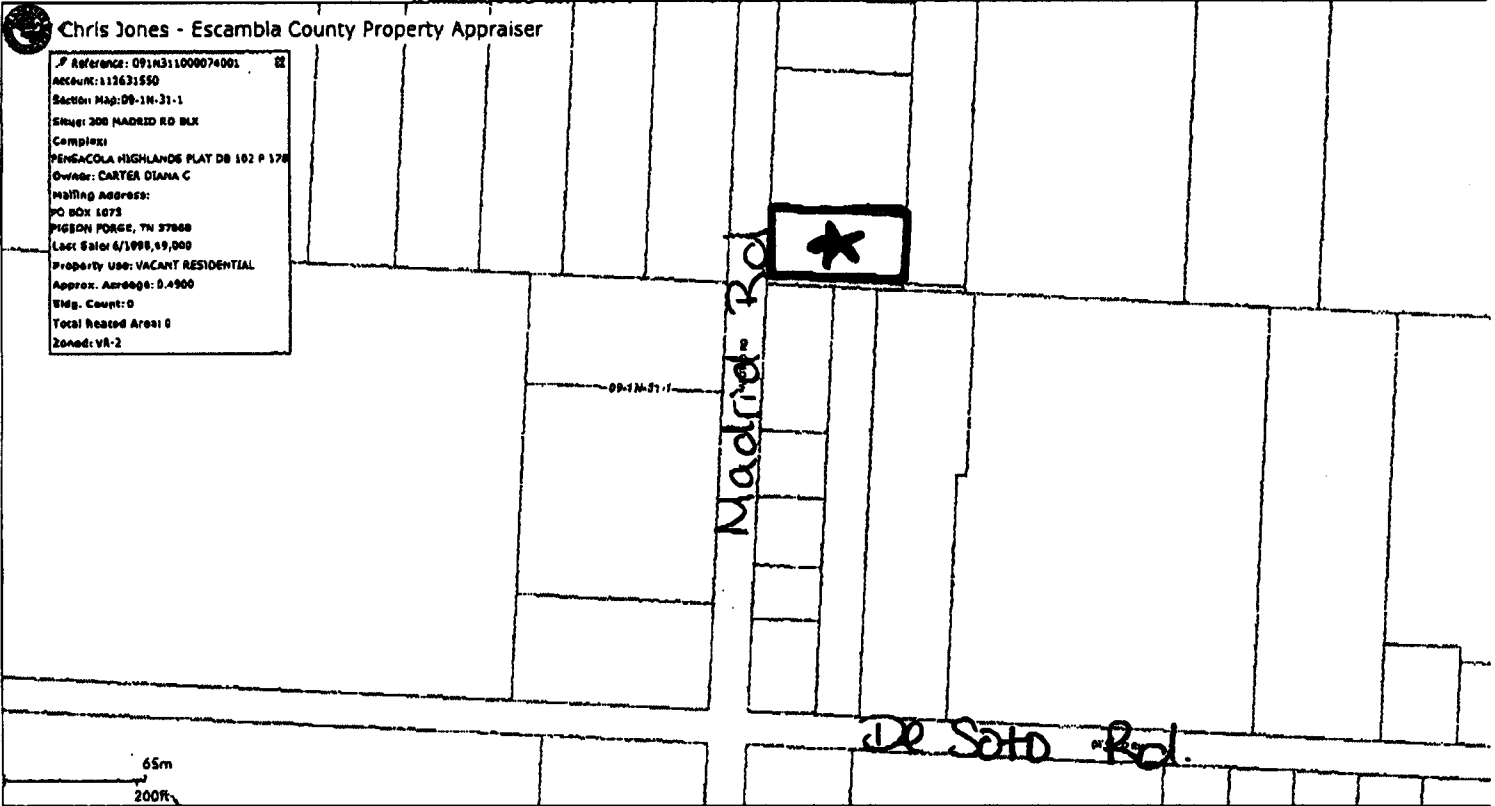 Chris Jones - Escambia County Property Appraiser
Reference: 091N311000074001
Account: 112631550
Section Map: 09-1N-31-1
Situs: 200 MADRID RD BLK
Complex:
PENSACOLA HIGHLANDS PLAT DB 102 P 178
Owner: CARTER DIANA C
Mailing Address:
PO BOX 1073
PIGEON FORGE, TN 37868
Last Sale: 6/1998, $9,000
Property Use: VACANT RESIDENTIAL
Approx. Acreage: 0.4900
Bldg. Count: 0
Total Heated Area: 0
Zoned: VR-2
Madrid Rd
09-1N-31-1
De Soto Rd.
65m
200ft